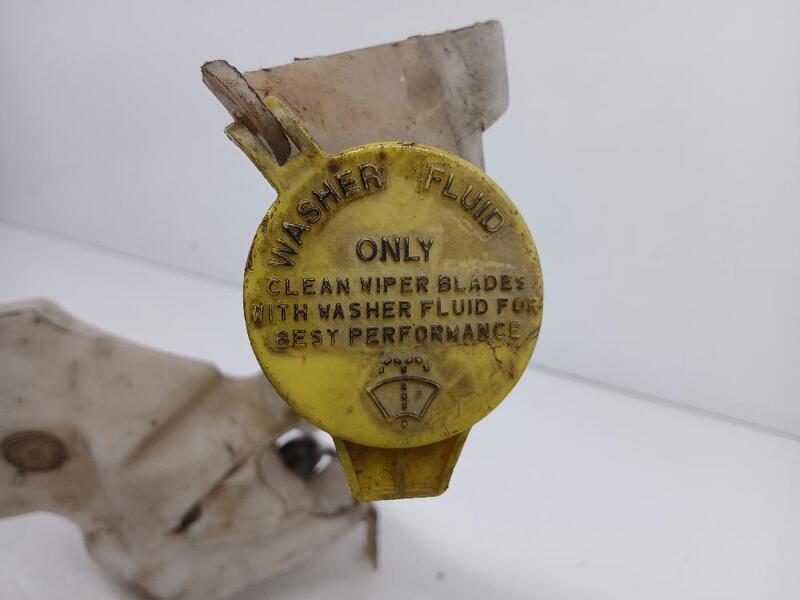 WASHER FLUID
ONLY
CLEAN WIPER BLADES
WITH WASHER FLUID FOR
BEST PERFORMANCE